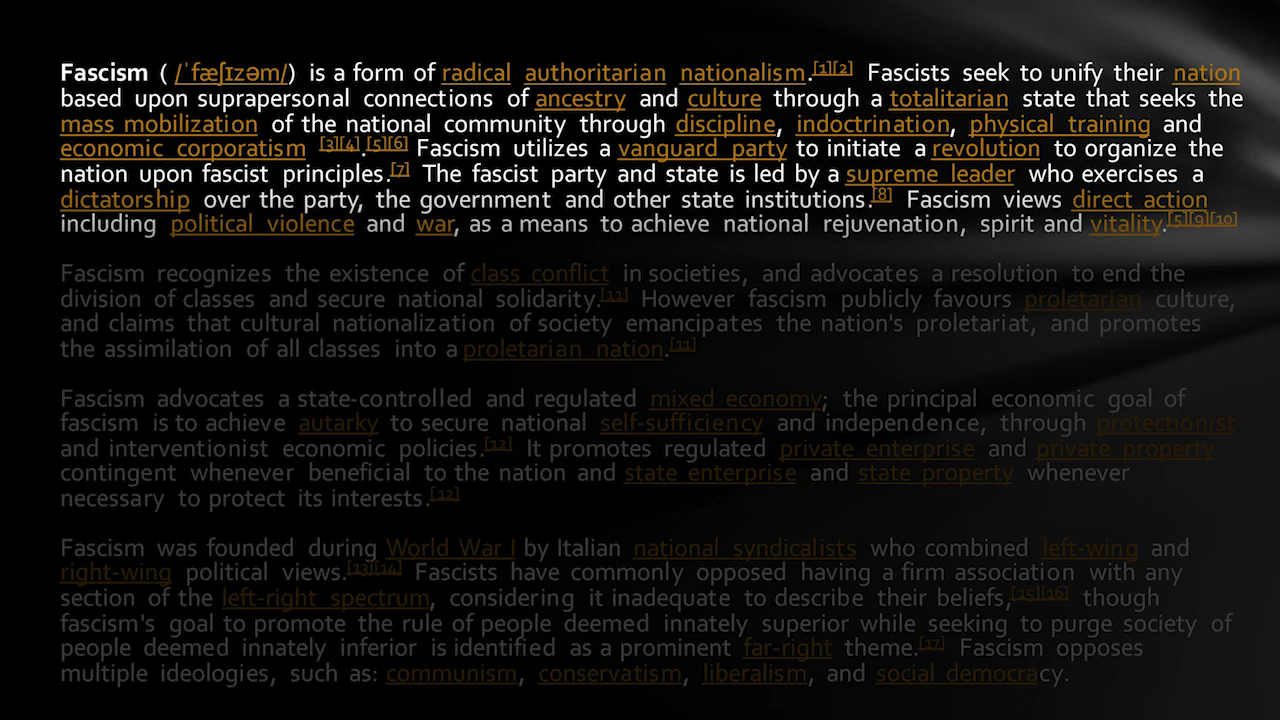 Fascism ( /ˈfæʃɪzəm/) is a form of radical authoritarian nationalism.[1][2] Fascists seek to unify their nation
based upon suprapersonal connections of ancestry and culture through a totalitarian state that seeks the
mass mobilization of the national community through discipline, indoctrination, physical training and
economic corporatism [3][4].[5][6] Fascism utilizes a vanguard party to initiate a revolution to organize the
nation upon fascist principles.[7] The fascist party and state is led by a supreme leader who exercises a
dictatorship over the party, the government and other state institutions.[8] Fascism views direct action
including political violence and war, as a means to achieve national rejuvenation, spirit and vitality.[5][9][10]
Fascism recognizes the existence of class conflict in societies, and advocates a resolution to end the
division of classes and secure national solidarity.[11] However fascism publicly favours proletarian culture,
and claims that cultural nationalization of society emancipates the nation's proletariat, and promotes
the assimilation of all classes into a proletarian nation.[11]
Fascism advocates a state-controlled and regulated mixed economy; the principal economic goal of
fascism is to achieve autarky to secure national self-sufficiency and independence, through protectionist
and interventionist economic policies.[12] It promotes regulated private enterprise and private property
contingent whenever beneficial to the nation and state enterprise and state property whenever
necessary to protect its interests.[12]
Fascism was founded during World War I by Italian national syndicalists who combined left-wing and
right-wing political views.[13][14] Fascists have commonly opposed having a firm association with any
section of the left-right spectrum, considering it inadequate to describe their beliefs,[15][16] though
fascism's goal to promote the rule of people deemed innately superior while seeking to purge society of
people deemed innately inferior is identified as a prominent far-right theme.[17] Fascism opposes
multiple ideologies, such as: communism, conservatism, liberalism, and social democracy.